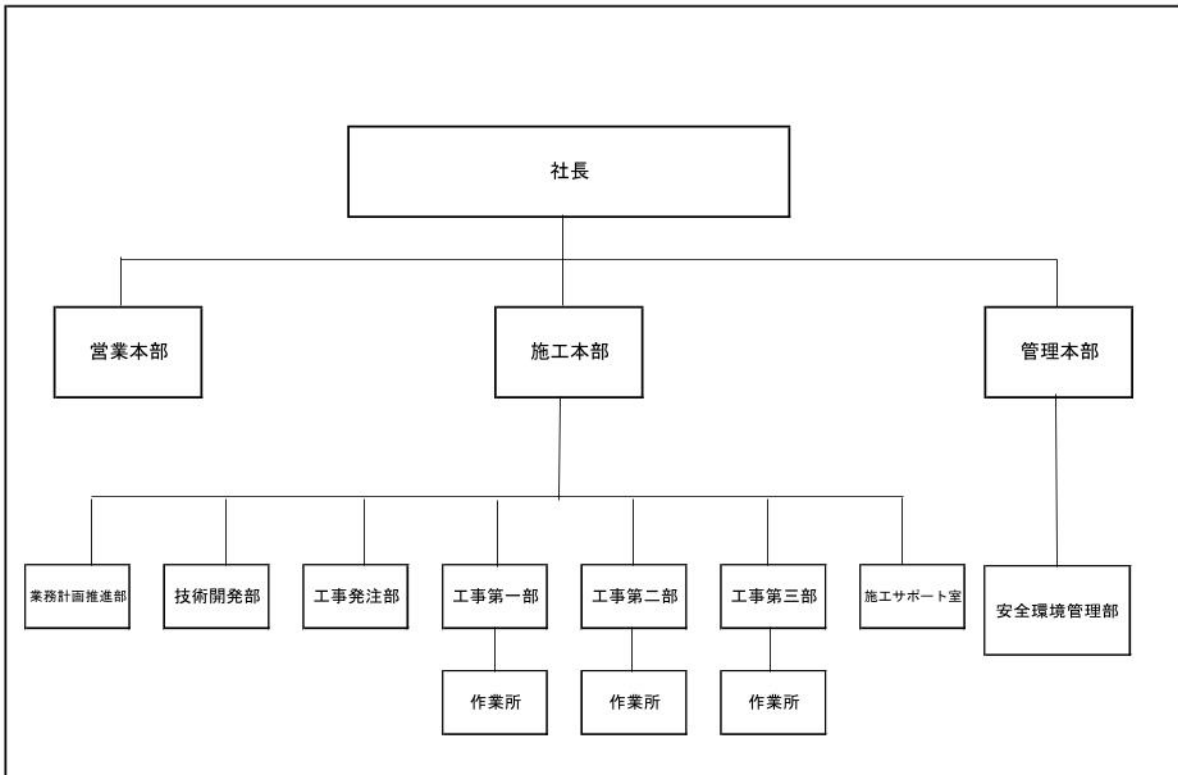 社長
営業本部
施工本部
管理本部
業務計画推進部
技術開発部
工事発注部
工事第一部
工事第二部
工事第三部
施工サポート室
安全環境管理部
作業所
作業所
作業所